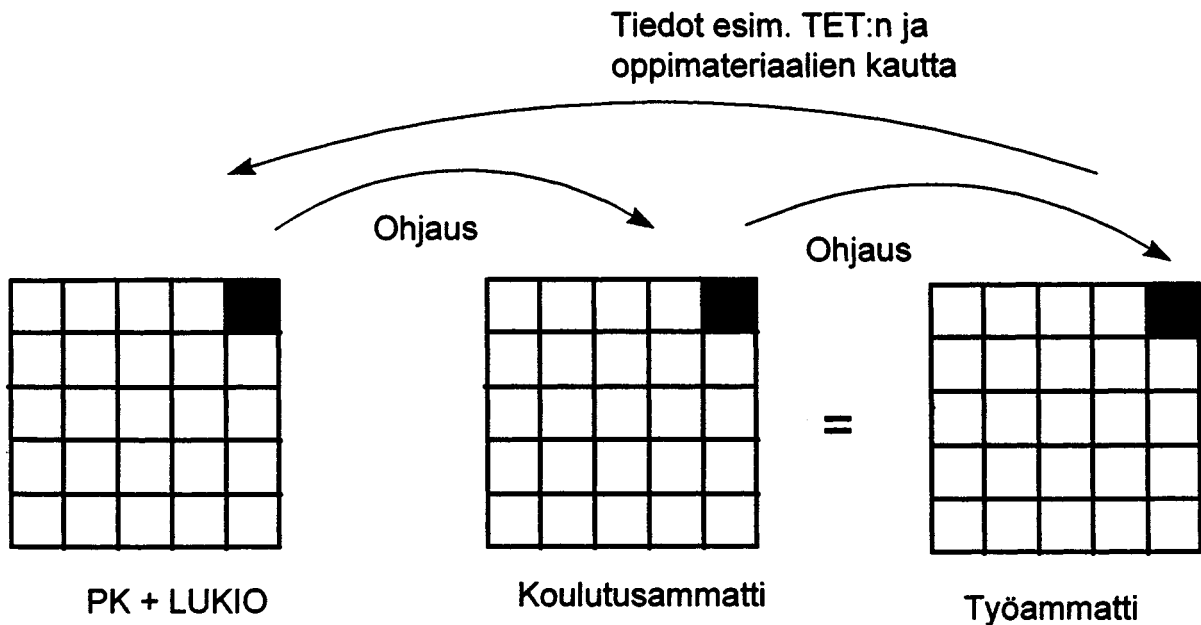 Tiedot esim. TET:n ja
oppimateriaalien kautta
Ohjaus
Ohjaus
=
PK + LUKIO
Koulutusammatti
Työammatti